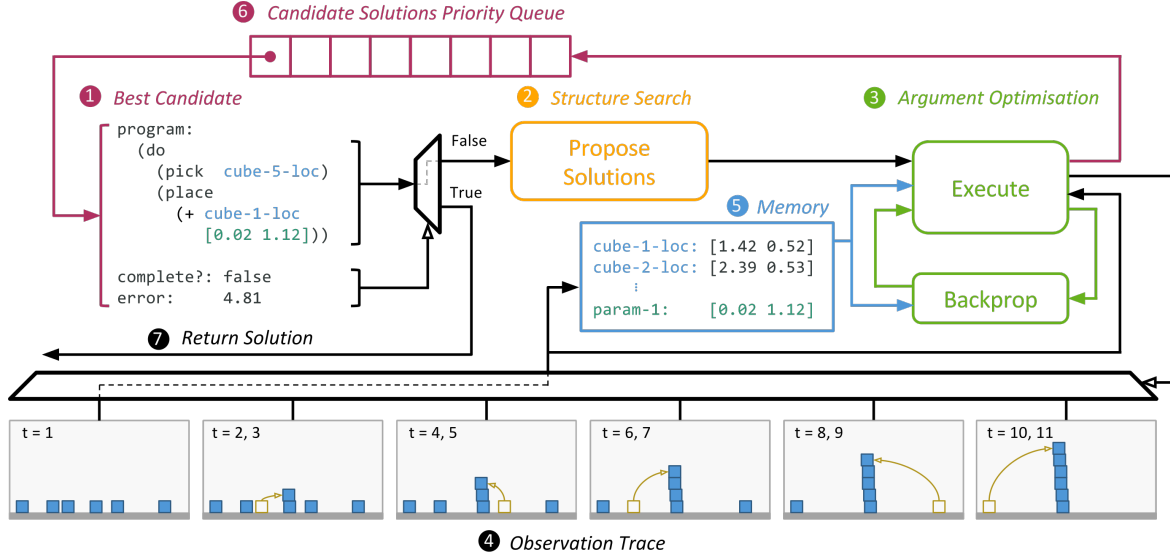 6 Candidate Solutions Priority Queue
1 Best Candidate
program:
(do
(pick cube-5-loc)
(place
(+ cube-1-loc
[0.02 1.12]))
complete?: false
error: 4.81
False
True
2 Structure Search
Propose
Solutions
3 Argument Optimisation
Execute
Backprop
5 Memory
cube-1-loc: [1.42 0.52]
cube-2-loc: [2.39 0.53]
⋮
param-1: [0.02 1.12]
7 Return Solution
t = 1
t = 2, 3
t = 4, 5
t = 6, 7
t = 8, 9
t = 10, 11
4 Observation Trace